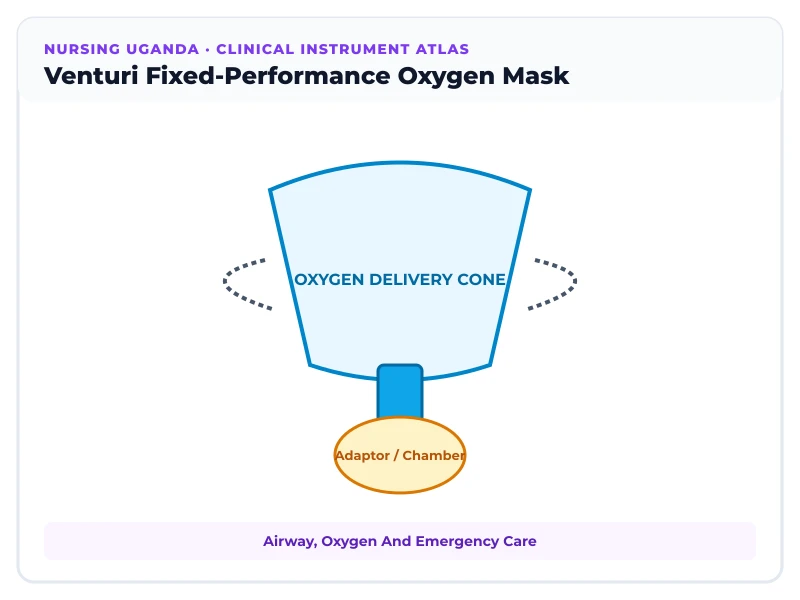 NURSING UGANDA · CLINICAL INSTRUMENT ATLAS
Venturi Fixed-Performance Oxygen Mask
OXYGEN DELIVERY CONE
Adaptor / Chamber
Airway, Oxygen And Emergency Care